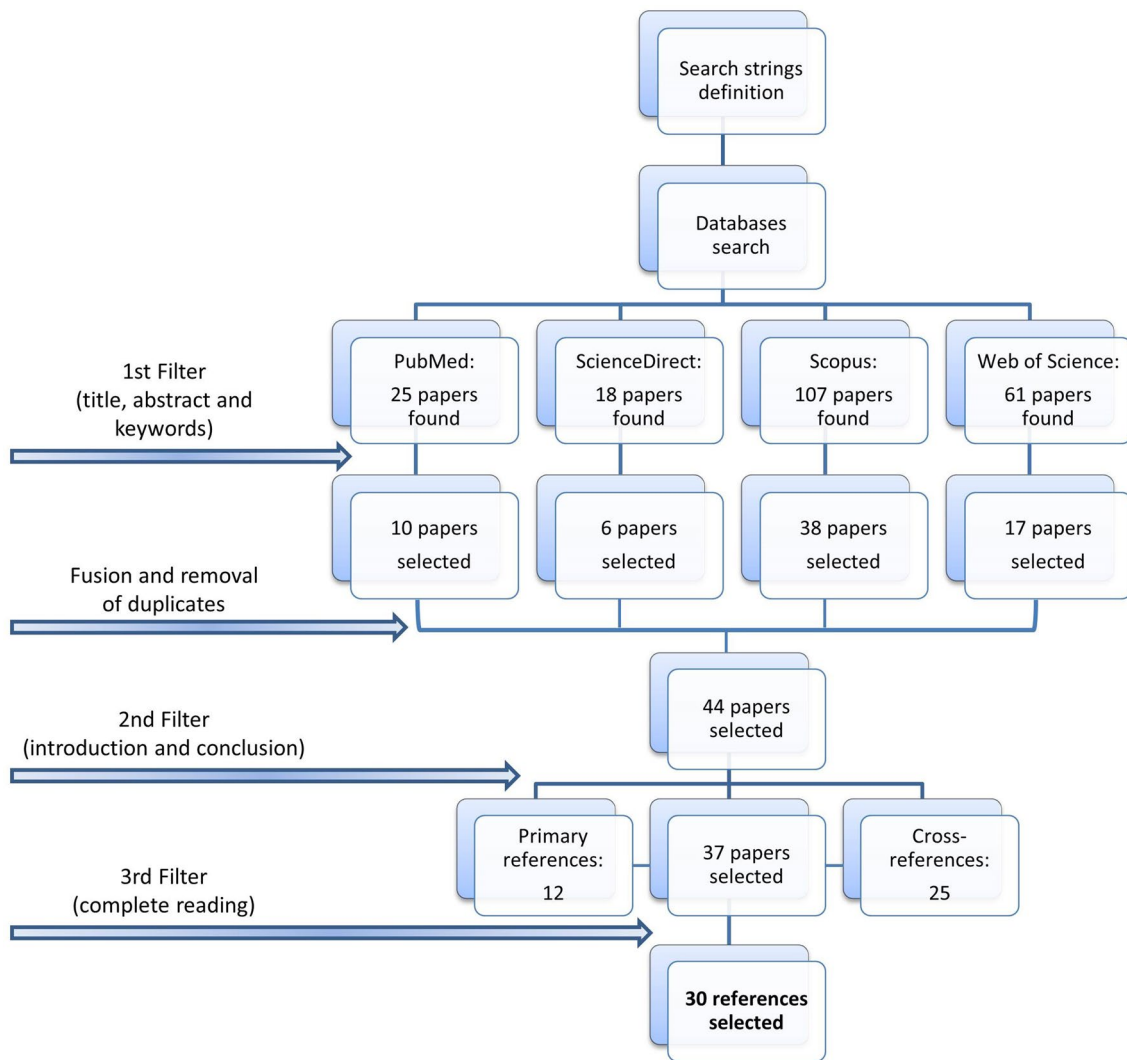 Search strings
definition
Databases
search
PubMed:
25 papers
found
ScienceDirect:
18 papers
found
Scopus:
107 papers
found
Web of Science:
61 papers
found
1st Filter
(title, abstract and
keywords)
10 papers
selected
6 papers
selected
38 papers
selected
17 papers
selected
Fusion and removal
of duplicates
44 papers
selected
2nd Filter
(introduction and conclusion)
Primary
references:
12
37 papers
selected
Cross-
references:
25
3rd Filter
(complete reading)
30 references
selected